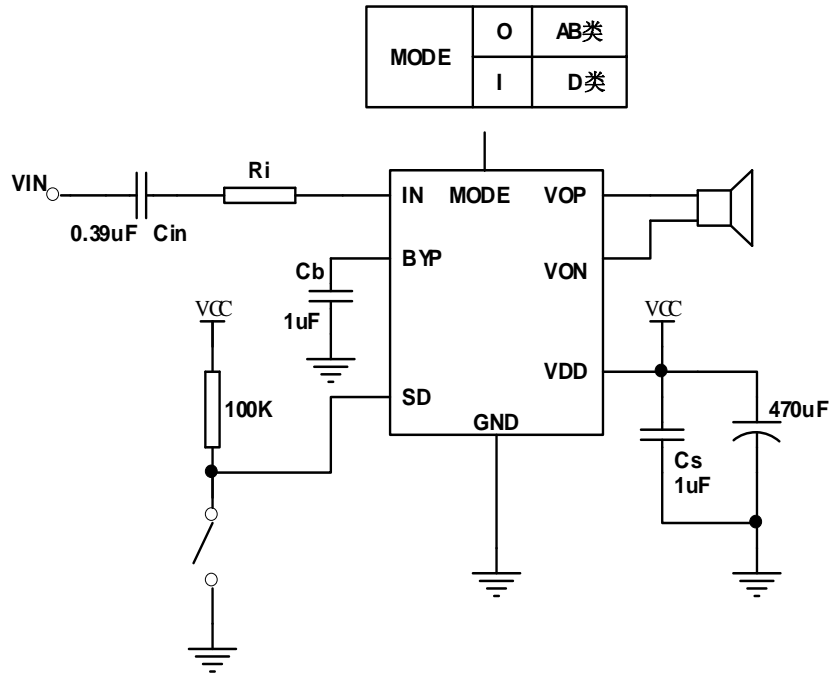 MODE
O AB类
I D类
VIN
Ri
0.39uF Cin
IN MODE VOP
BYP
VON
Cb
1uF
VCC
VCC
100K
SD
VDD
GND
470uF
Cs
1uF